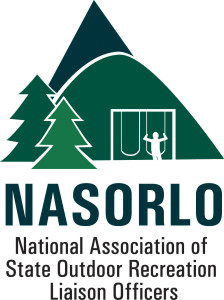 NASORLO
National Association of
State Outdoor Recreation
Liaison Officers